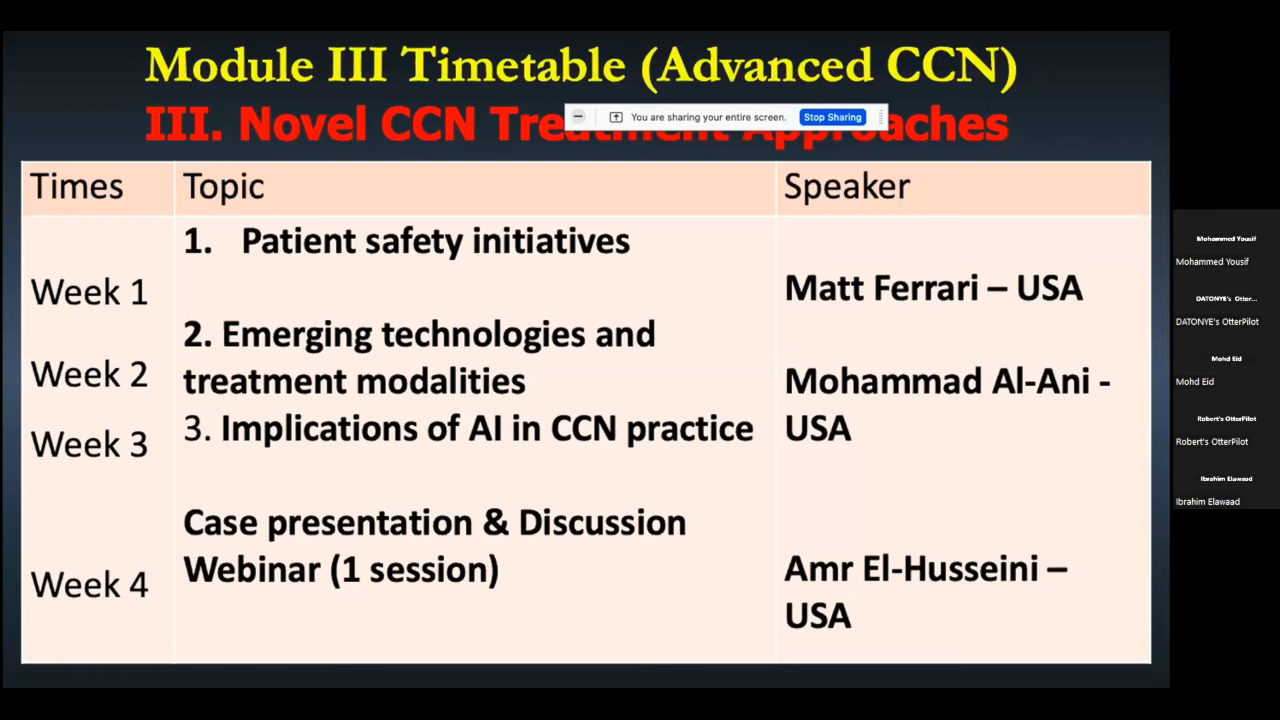 Module III Timetable (Advanced CCN)
III. Novel CCN Treatment Approaches
You are sharing your entire screen. Stop Sharing
Times Topic Speaker
1. Patient safety initiatives
Week 1 Matt Ferrari – USA
2. Emerging technologies and
Week 2 treatment modalities Mohammad Al-Ani -
Week 3 3. Implications of AI in CCN practice USA
Case presentation & Discussion
Week 4 Webinar (1 session) Amr El-Husseini –
USA
Mohammed Yousif
Mohammed Yousif
DATONYE's Otter...
DATONYE's OtterPilot
Mohd Eid
Mohd Eid
Robert's OtterPilot
Robert's OtterPilot
Ibrahim Elawaad
Ibrahim Elawaad